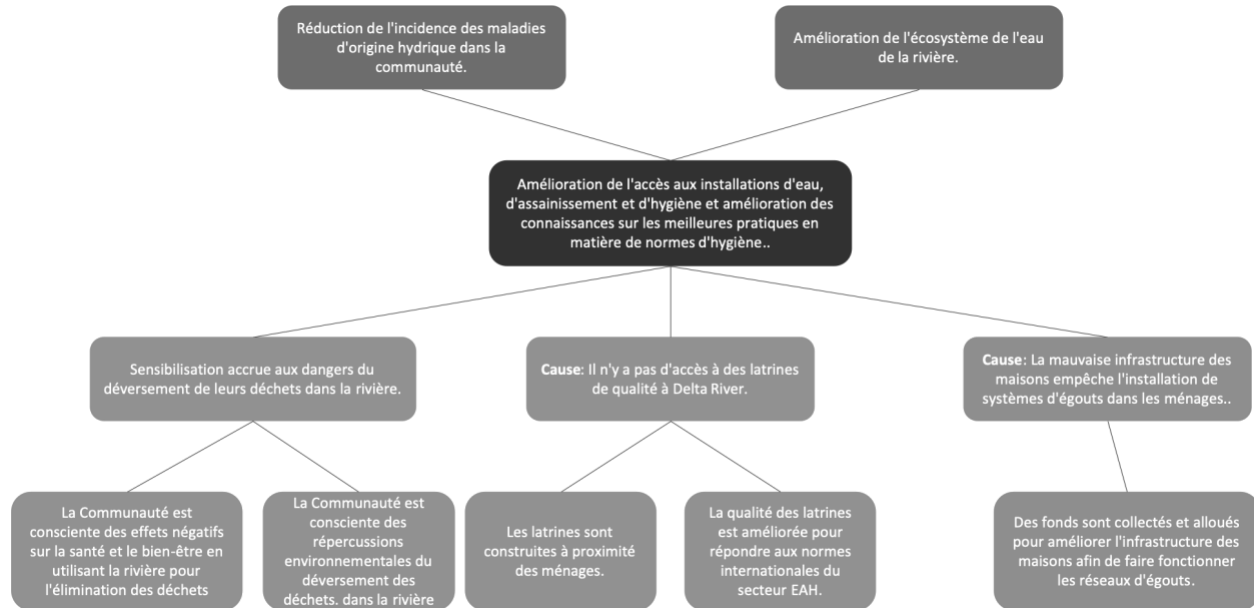 Réduction de l'incidence des maladies
d'origine hydrique dans la
communauté.
Amélioration de l'écosystème de l'eau
de la rivière.
Amélioration de l'accès aux installations d'eau,
d'assainissement et d'hygiène et amélioration des
connaissances sur les meilleures pratiques en
matière de normes d'hygiène..
Sensibilisation accrue aux dangers du
déversement de leurs déchets dans la rivière.
Cause: Il n'y a pas d'accès à des latrines
de qualité à Delta River.
Cause: La mauvaise infrastructure des
maisons empêche l'installation de
systèmes d'égouts dans les ménages..
La Communauté est
consciente des effets négatifs
sur la santé et le bien-être en
utilisant la rivière pour
l'élimination des déchets
La Communauté est
consciente des
répercussions
environnementales du
déversement des
déchets. dans la rivière
Les latrines sont
construites à proximité
des ménages.
La qualité des latrines
est améliorée pour
répondre aux normes
internationales du
secteur EAH.
Des fonds sont collectés et alloués
pour améliorer l'infrastructure des
maisons afin de faire fonctionner
les réseaux d'égouts.